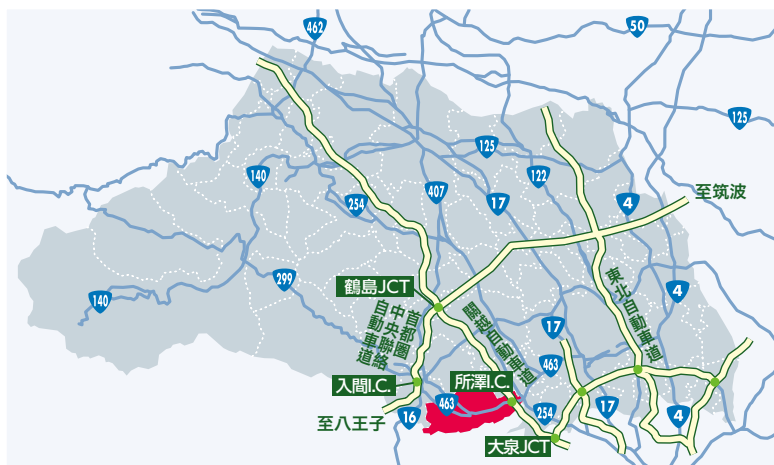 462
50
125
125
140
122
407
254
17
4
至筑波
299
140
4
鶴島JCT
首都圏
中央聯絡
自動車道
關越自動車道
東北自動車道
17
463
入間I.C.
所澤I.C.
463
254
17
16
4
至八王子
大泉JCT